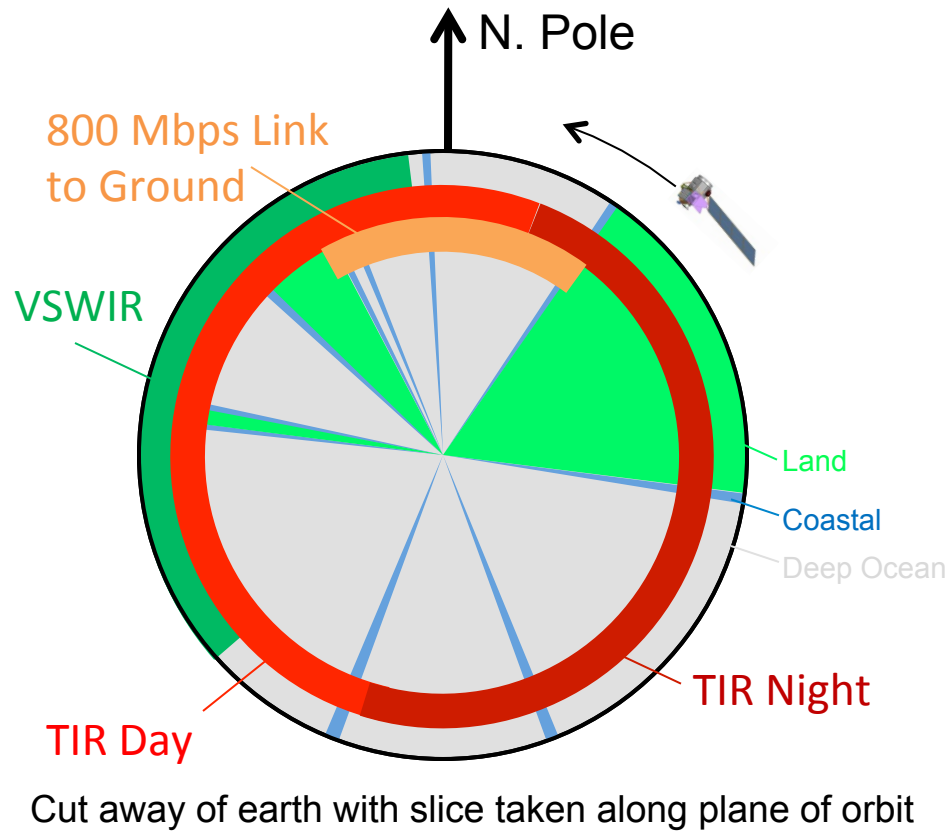 N. Pole
800 Mbps Link
to Ground
VSWIR
Land
Coastal
Deep Ocean
TIR Night
TIR Day
Cut away of earth with slice taken along plane of orbit